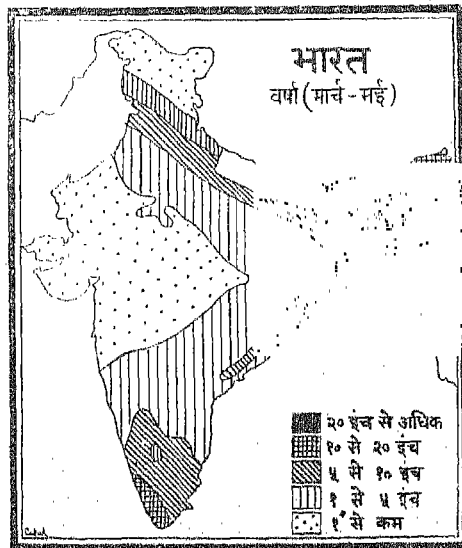 भारत
वर्षा (मार्च - मई)
२० इंच से अधिक
१० से २० इंच
५ से १० इंच
१ से ५ इंच
१" से कम